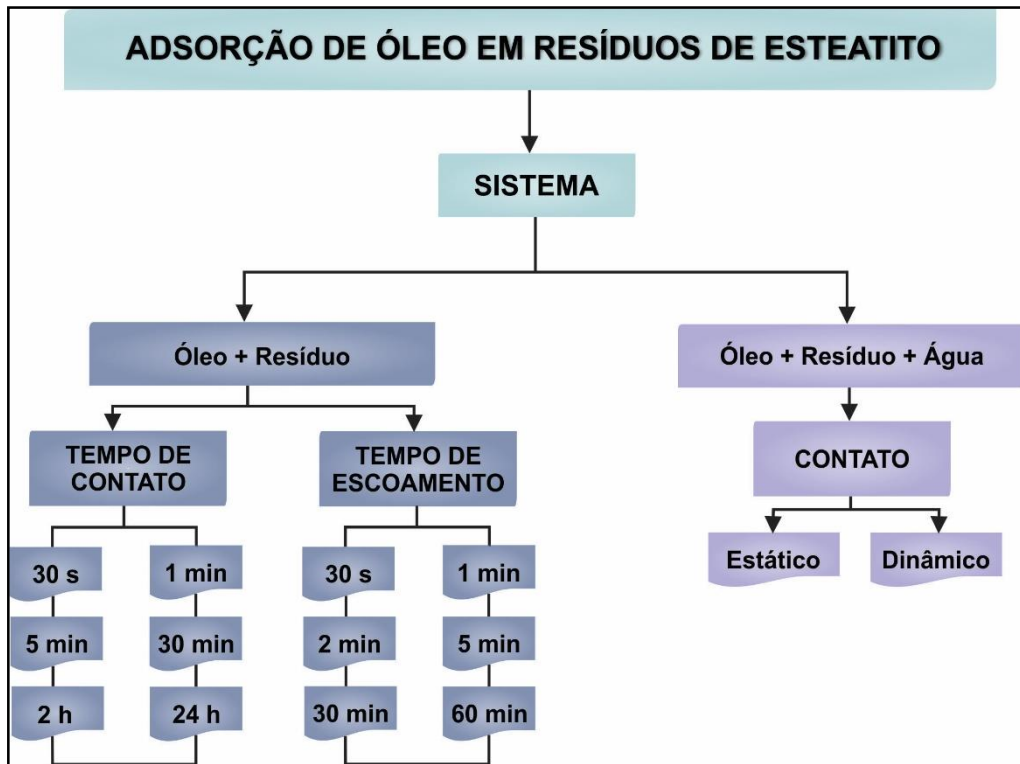 ADSORÇÃO DE ÓLEO EM RESÍDUOS DE ESTEATITO
SISTEMA
Óleo + Resíduo
Óleo + Resíduo + Água
TEMPO DE
CONTATO
TEMPO DE
ESCOAMENTO
CONTATO
30 s
1 min
5 min
30 min
2 h
24 h
30 s
1 min
2 min
5 min
30 min
60 min
Estático
Dinâmico